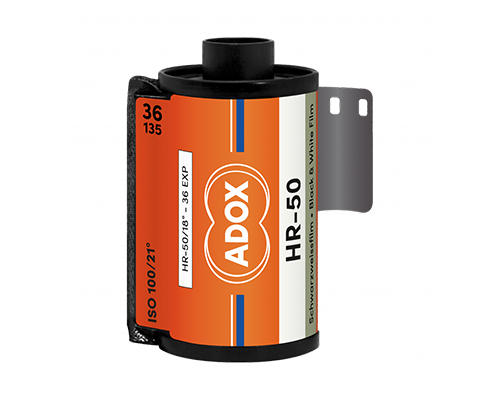 36
135
ISO 100/21°
HR-50/18° - 36 EXP
ADOX
HR-50
Schwarzweissfilm • Black & White Film